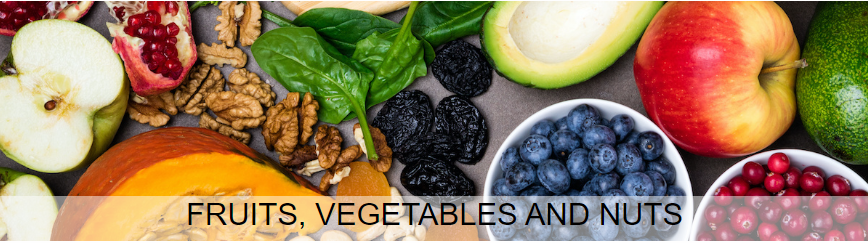 FRUITS, VEGETABLES AND NUTS